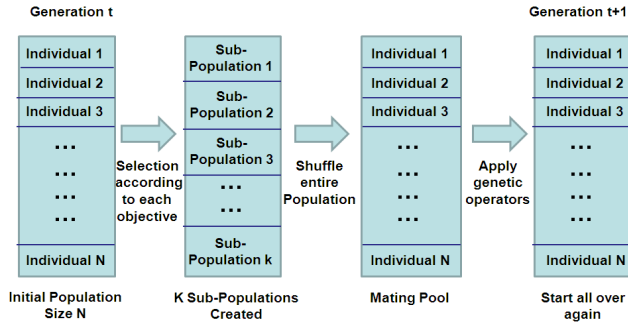 Generation t
Generation t+1
Individual 1
Individual 2
Individual 3
...
...
...
...
Individual N
Initial Population
Size N
Selection
according
to each
objective
Sub-
Population 1
Sub-
Population 2
Sub-
Population 3
...
...
Sub-
Population k
K Sub-Populations
Created
Shuffle
entire
Population
Individual 1
Individual 2
Individual 3
...
...
...
...
Individual N
Mating Pool
Apply
genetic
operators
Individual 1
Individual 2
Individual 3
...
...
...
...
Individual N
Start all over
again